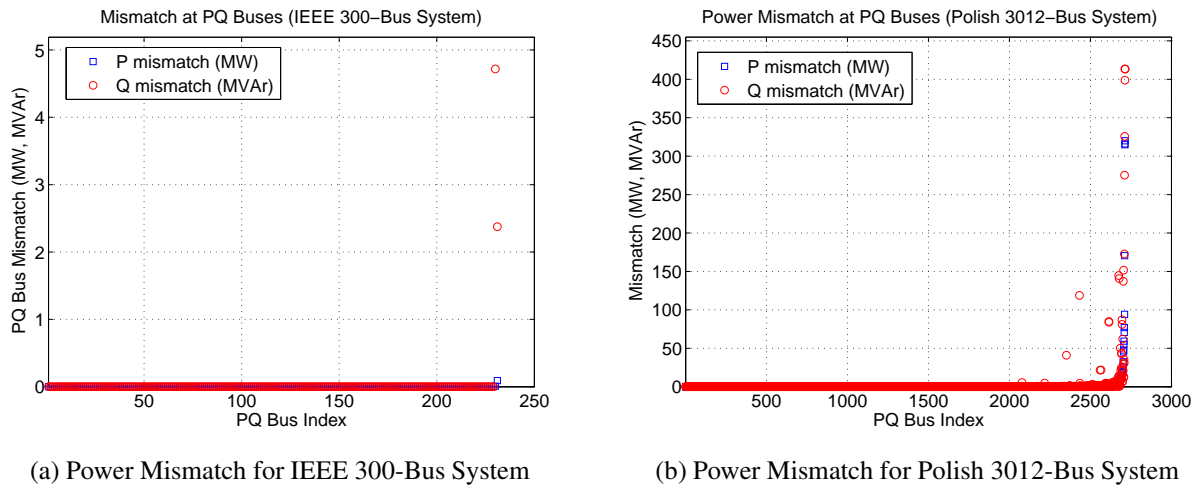 Mismatch at PQ Buses (IEEE 300−Bus System)
PQ Bus Mismatch (MW, MVAr)
5
4
3
2
1
0
P mismatch (MW)
Q mismatch (MVAr)
50
100
150
200
250
PQ Bus Index
(a) Power Mismatch for IEEE 300-Bus System
Power Mismatch at PQ Buses (Polish 3012−Bus System)
Mismatch (MW, MVAr)
450
400
350
300
250
200
150
100
50
0
P mismatch (MW)
Q mismatch (MVAr)
500
1000
1500
2000
2500
3000
PQ Bus Index
(b) Power Mismatch for Polish 3012-Bus System